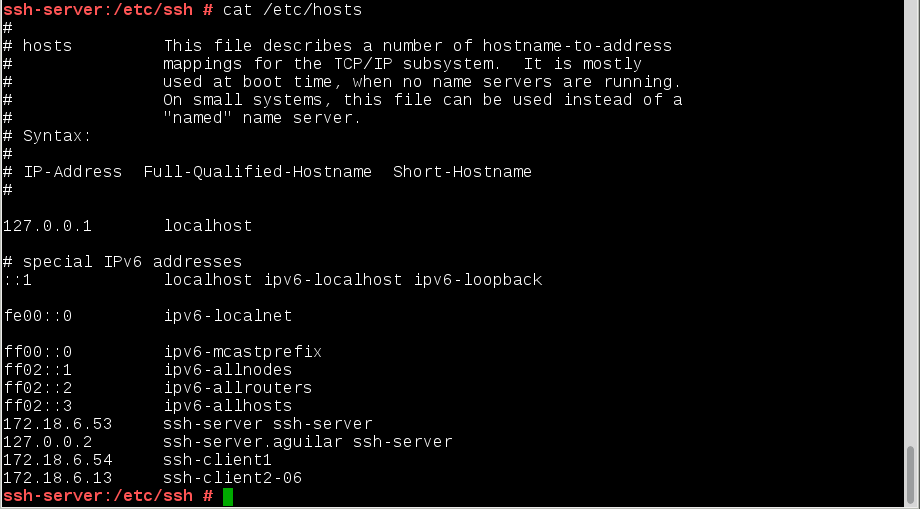 ssh-server:/etc/ssh # cat /etc/hosts
#
# hosts         This file describes a number of hostname-to-address
#               mappings for the TCP/IP subsystem.  It is mostly
#               used at boot time, when no name servers are running.
#               On small systems, this file can be used instead of a
#               "named" name server.
# Syntax:
#
# IP-Address  Full-Qualified-Hostname  Short-Hostname
#

127.0.0.1       localhost

# special IPv6 addresses
::1             localhost ipv6-localhost ipv6-loopback

fe00::0         ipv6-localnet

ff00::0         ipv6-mcastprefix
ff02::1         ipv6-allnodes
ff02::2         ipv6-allrouters
ff02::3         ipv6-allhosts
172.18.6.53     ssh-server ssh-server
127.0.0.2       ssh-server.aguilar ssh-server
172.18.6.54     ssh-client1
172.18.6.13     ssh-client2-06
ssh-server:/etc/ssh #